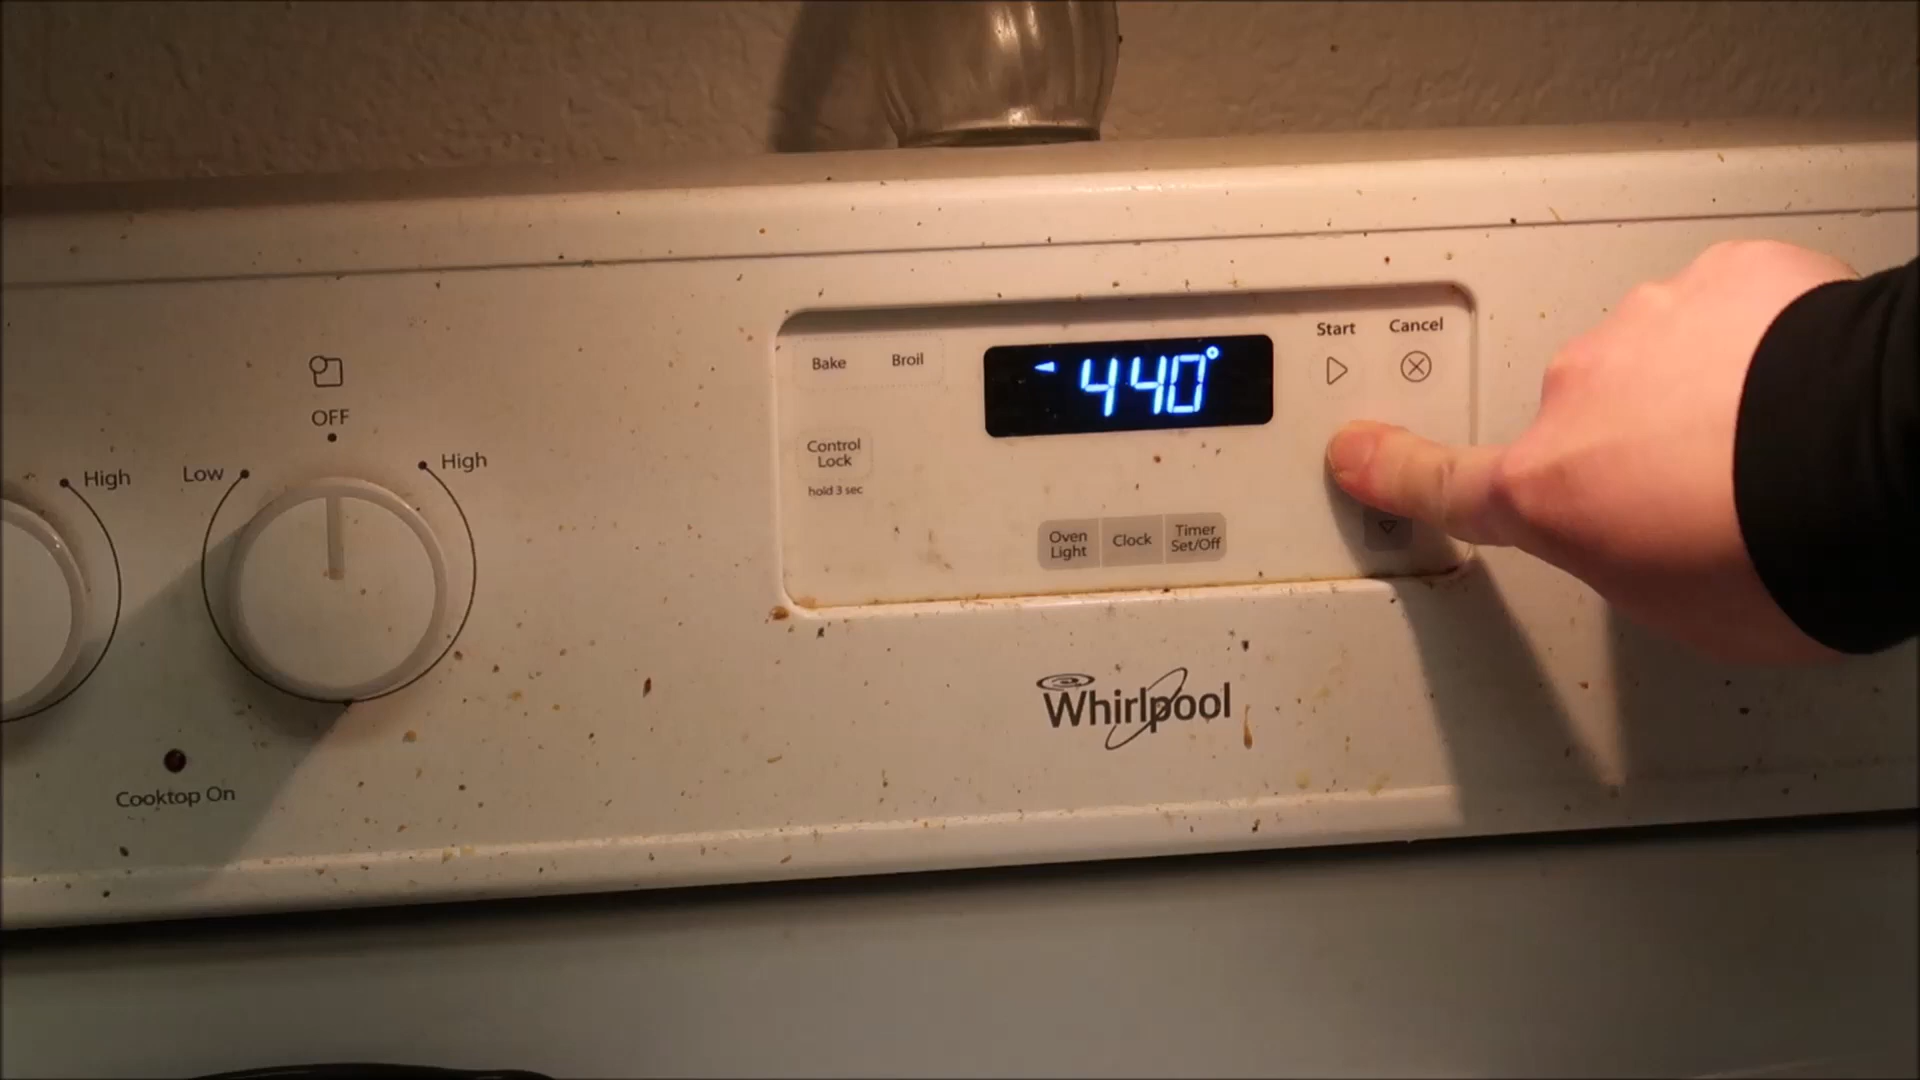 Start Cancel
Bake Broil
440°
OFF
Control
Lock
hold 3 sec
High
Low
High
Oven
Light
Clock
Timer
Set/Off
Whirlpool
Cooktop On